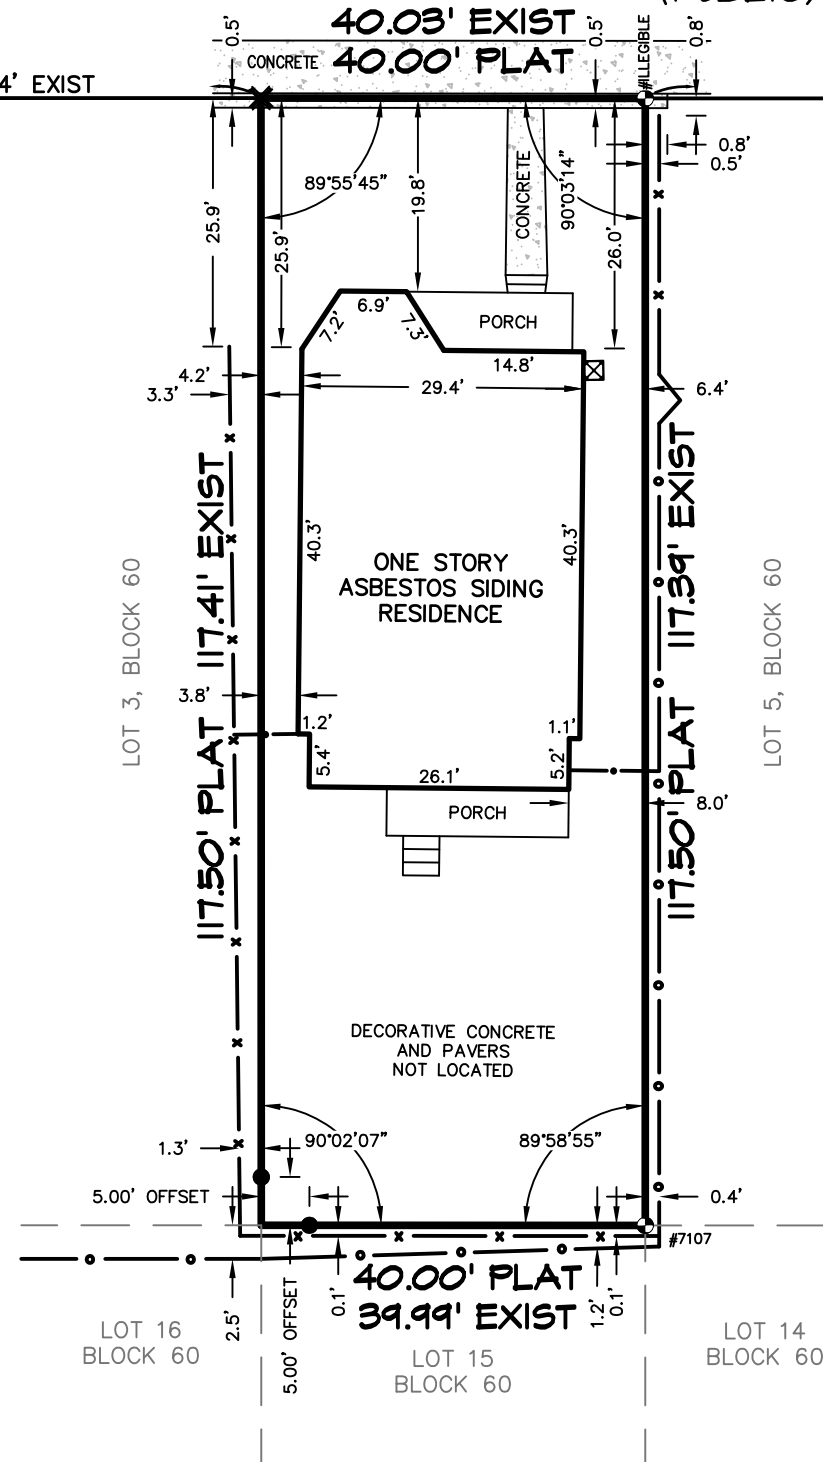 40.03' EXIST
40.00' PLAT
0.5'
CONCRETE
0.5'
#ILLEGIBLE
0.8'
4' EXIST
0.8'
0.5'
89°55'45"
90°03'14"
CONCRETE
25.9'
25.9'
19.8'
26.0'
6.9'
7.2'
7.3'
PORCH
14.8'
4.2'
3.3'
29.4'
6.4'
117.41' EXIST
117.50' PLAT
117.39' EXIST
117.50' PLAT
40.3'
40.3'
ONE STORY
ASBESTOS SIDING
RESIDENCE
LOT 3, BLOCK 60
LOT 5, BLOCK 60
3.8'
1.2'
1.1'
5.4'
5.2'
26.1'
PORCH
8.0'
DECORATIVE CONCRETE
AND PAVERS
NOT LOCATED
1.3'
90°02'07"
89°58'55"
5.00' OFFSET
0.4'
#7107
40.00' PLAT
39.99' EXIST
2.5'
5.00' OFFSET
0.1'
1.2'
0.1'
LOT 16
BLOCK 60
LOT 15
BLOCK 60
LOT 14
BLOCK 60